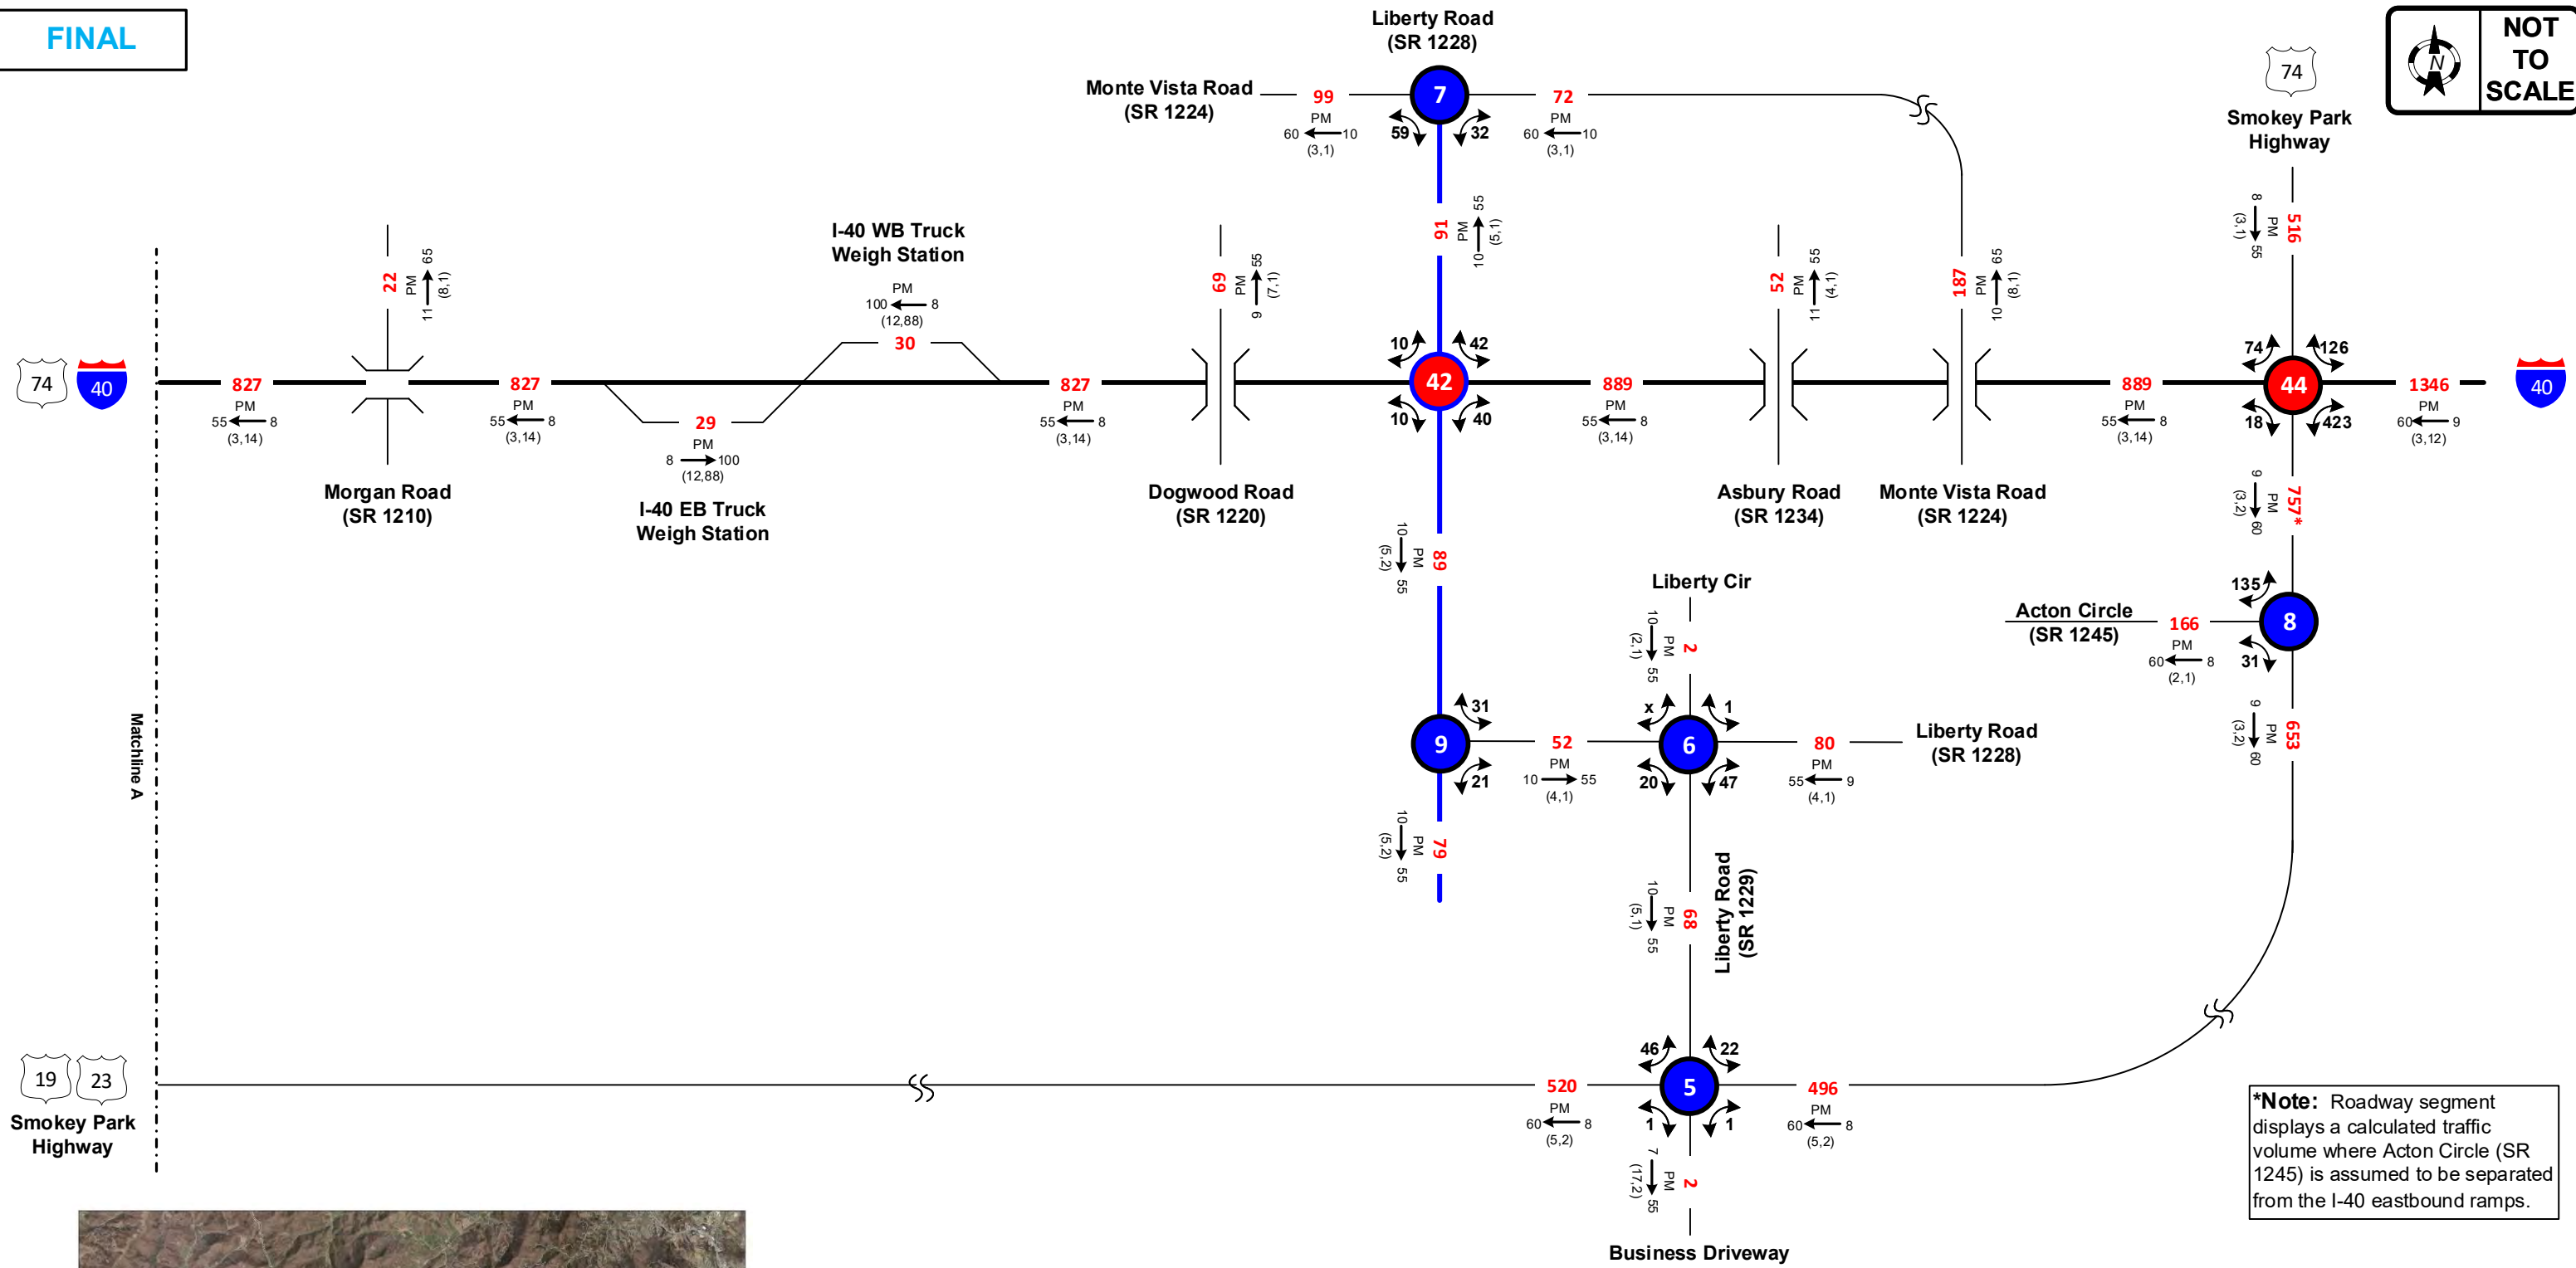 FINAL
NOT
TO
SCALE
N
Liberty Road
(SR 1228)
Monte Vista Road
(SR 1224)
99
PM
60 10
(3,1)
7
59
32
72
PM
60 10
(3,1)
74
Smokey Park
Highway
8 PM 55
(3,1)
516
91
10 PM 55
(5,1)
I-40 WB Truck
Weigh Station
PM
100 8
(12,88)
30
22
11 PM 65
(8,1)
69
9 PM 55
(7,1)
52
11 PM 55
(4,1)
187
10 PM 65
(8,1)
74
40
827
PM
55 8
(3,14)
827
PM
55 8
(3,14)
29
PM
8 100
(12,88)
I-40 EB Truck
Weigh Station
827
PM
55 8
(3,14)
10
42
42
10
40
889
PM
55 8
(3,14)
889
PM
55 8
(3,14)
74
126
44
18
423
1346
PM
60 9
(3,12)
40
Morgan Road
(SR 1210)
Dogwood Road
(SR 1220)
Asbury Road
(SR 1234)
Monte Vista Road
(SR 1224)
9 PM 60
(3,2)
757*
10 PM 55
(5,2)
89
Liberty Cir
10 PM 55
(2,1)
2
Acton Circle
(SR 1245)
166
PM
60 8
(2,1)
135
8
31
9 PM 60
(3,2)
653
Matchline A
9
31
21
52
PM
10 55
(4,1)
x
1
6
20
47
80
PM
55 9
(4,1)
Liberty Road
(SR 1228)
10 PM 55
(5,2)
79
10 PM 55
(5,1)
68
Liberty Road
(SR 1229)
19
23
Smokey Park
Highway
520
PM
60 8
(5,2)
46
22
5
1
1
496
PM
60 8
(5,2)
7 PM 55
(17,2)
2
Business Driveway
*Note: Roadway segment
displays a calculated traffic
volume where Acton Circle (SR
1245) is assumed to be separated
from the I-40 eastbound ramps.